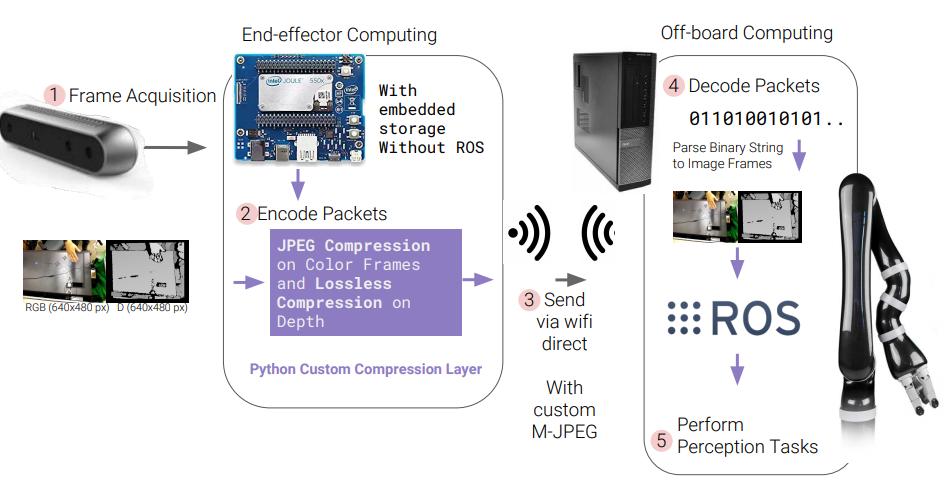 End-effector Computing
Off-board Computing
1 Frame Acquisition
intel JOULE 550x
With
embedded
storage
Without ROS
4 Decode Packets
011010010101..
Parse Binary String
to Image Frames
2 Encode Packets
JPEG Compression
on Color Frames
and Lossless
Compression on
Depth
RGB (640x480 px)
D (640x480 px)
Python Custom Compression Layer
3 Send
via wifi
direct
With
custom
M-JPEG
ROS
5 Perform
Perception Tasks